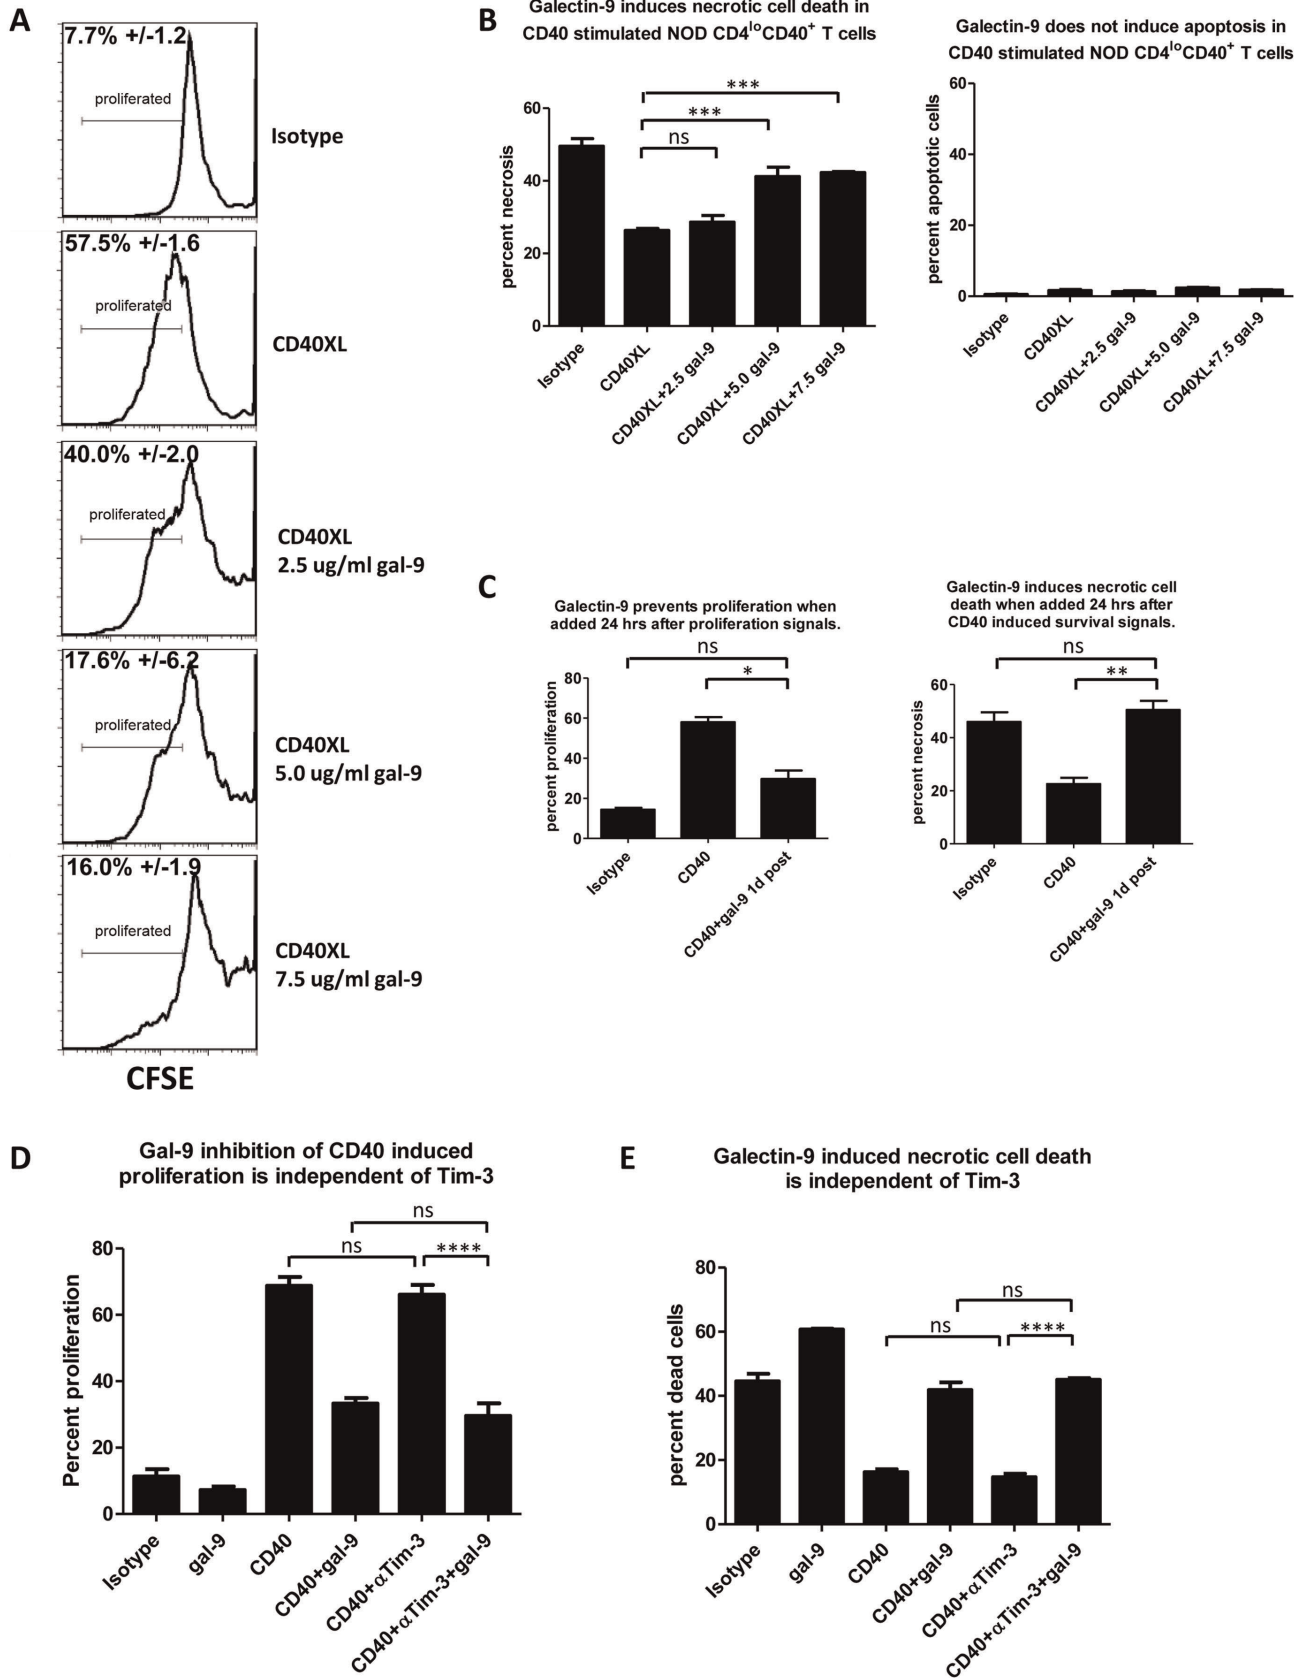 A
7.7% +/-1.2
proliferated
Isotype
57.5% +/-1.6
proliferated
CD40XL
40.0% +/-2.0
proliferated
CD40XL
2.5 ug/ml gal-9
17.6% +/-6.2
proliferated
CD40XL
5.0 ug/ml gal-9
16.0% +/-1.9
proliferated
CD40XL
7.5 ug/ml gal-9
CFSE
B
Galectin-9 induces necrotic cell death in
CD40 stimulated NOD CD4loCD40+ T cells
***
***
ns
percent necrosis
60
40
20
0
Isotype
CD40XL
CD40XL+2.5 gal-9
CD40XL+5.0 gal-9
CD40XL+7.5 gal-9
Galectin-9 does not induce apoptosis in
CD40 stimulated NOD CD4loCD40+ T cells
percent apoptotic cells
60
40
20
0
Isotype
CD40XL
CD40XL+2.5 gal-9
CD40XL+5.0 gal-9
CD40XL+7.5 gal-9
C
Galectin-9 prevents proliferation when
added 24 hrs after proliferation signals.
ns
*
percent proliferation
80
60
40
20
0
Isotype
CD40
CD40+gal-9 1d post
Galectin-9 induces necrotic cell
death when added 24 hrs after
CD40 induced survival signals.
ns
**
percent necrosis
60
40
20
0
Isotype
CD40
CD40+gal-9 1d post
D
Gal-9 inhibition of CD40 induced
proliferation is independent of Tim-3
ns
ns
****
Percent proliferation
80
60
40
20
0
Isotype
gal-9
CD40
CD40+gal-9
CD40+αTim-3
CD40+αTim-3+gal-9
E
Galectin-9 induced necrotic cell death
is independent of Tim-3
ns
ns
****
percent dead cells
80
60
40
20
0
Isotype
gal-9
CD40
CD40+gal-9
CD40+αTim-3
CD40+αTim-3+gal-9